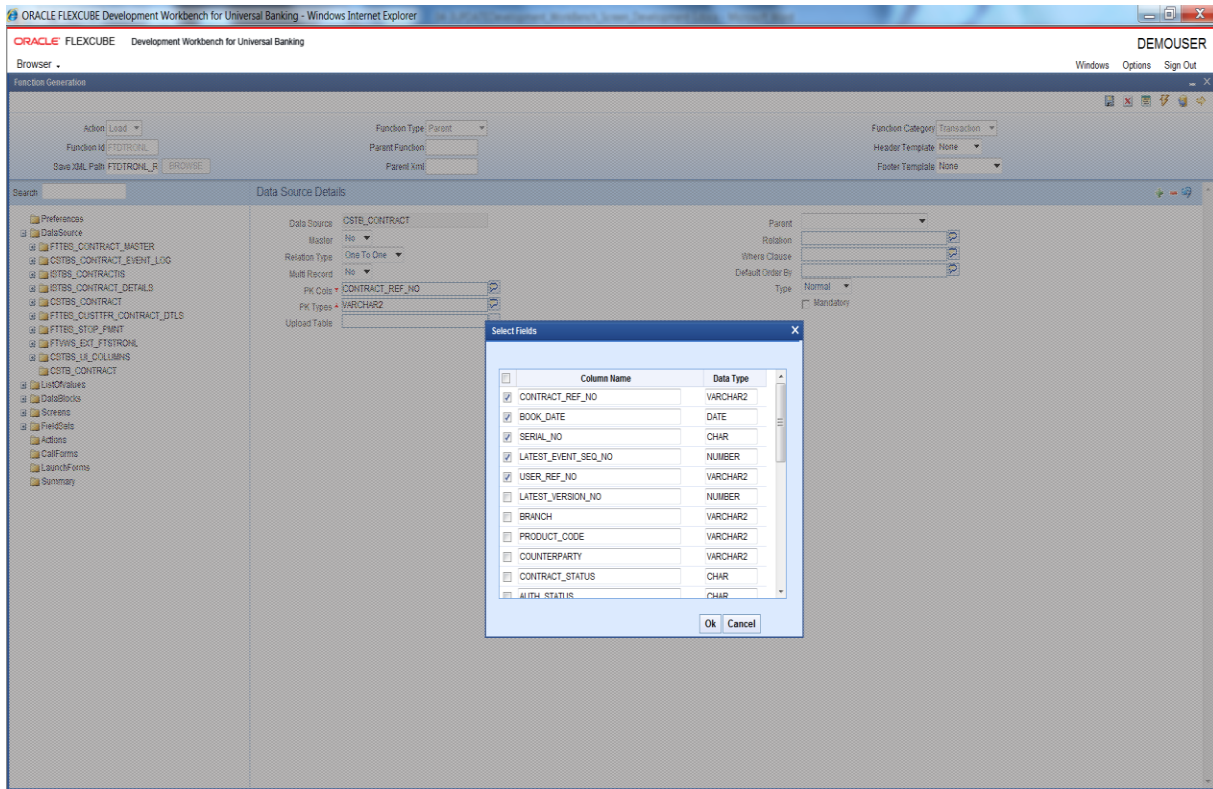 ORACLE FLEXCUBE Development Workbench for Universal Banking - Windows Internet Explorer
ORACLE FLEXCUBE Development Workbench for Universal Banking DEMOUSER
Browser Windows Options Sign Out
Function Generation
Action Load Function Type Parent Function Category Transaction
Function Id FTDTRONL Parent Function Header Template None
Save XML Path FTDTRONL_R BROWSE Parent Xml Footer Template None
Search Data Source Details
Preferences
DataSource
FTTBS_CONTRACT_MASTER
CSTBS_CONTRACT_EVENT_LOG
ISTBS_CONTRACTIS
ISTBS_CONTRACT_DETAILS
CSTBS_CONTRACT
FTTBS_CUSTTFR_CONTRACT_DTLS
FTTBS_STOP_PMNT
FTVWS_EXT_FTSTRONL
CSTBS_UI_COLUMNS
CSTB_CONTRACT
ListOfValues
DataBlocks
Screens
FieldSets
Actions
CallForms
LaunchForms
Summary
Data Source CSTB_CONTRACT Parent
Master No Relation
Relation Type One To One Where Clause
Multi Record No Default Order By
PK Cols * CONTRACT_REF_NO Type Normal
PK Types * VARCHAR2 Mandatory
Upload Table
Select Fields X
Column Name Data Type
CONTRACT_REF_NO VARCHAR2
BOOK_DATE DATE
SERIAL_NO CHAR
LATEST_EVENT_SEQ_NO NUMBER
USER_REF_NO VARCHAR2
LATEST_VERSION_NO NUMBER
BRANCH VARCHAR2
PRODUCT_CODE VARCHAR2
COUNTERPARTY VARCHAR2
CONTRACT_STATUS CHAR
AUTH_STATUS CHAR
Ok Cancel